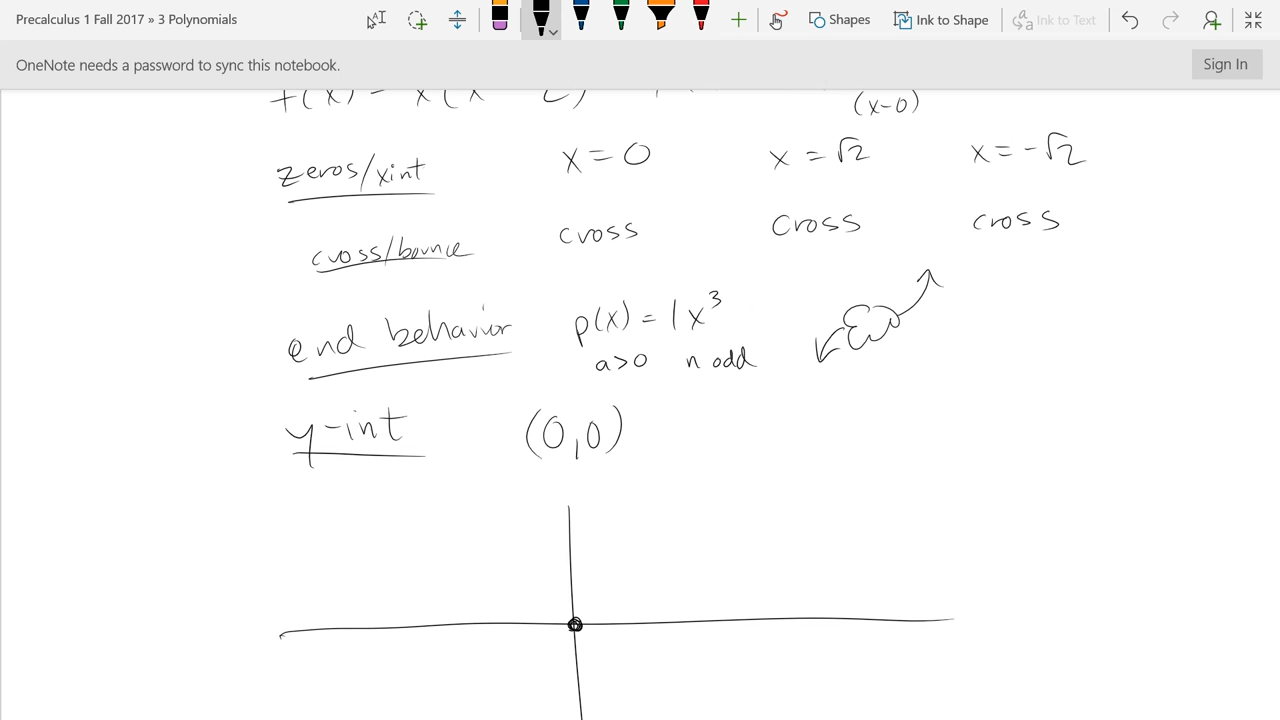 Precalculus 1 Fall 2017 » 3 Polynomials
Shapes Ink to Shape Ink to Text
OneNote needs a password to sync this notebook. Sign In
f(x) = x(x 2)
(x-0)
zeros/xint x = 0 x = √2 x = -√2
cross/bounce cross cross cross
end behavior p(x) = 1x³
a>0 n odd
y-int (0,0)